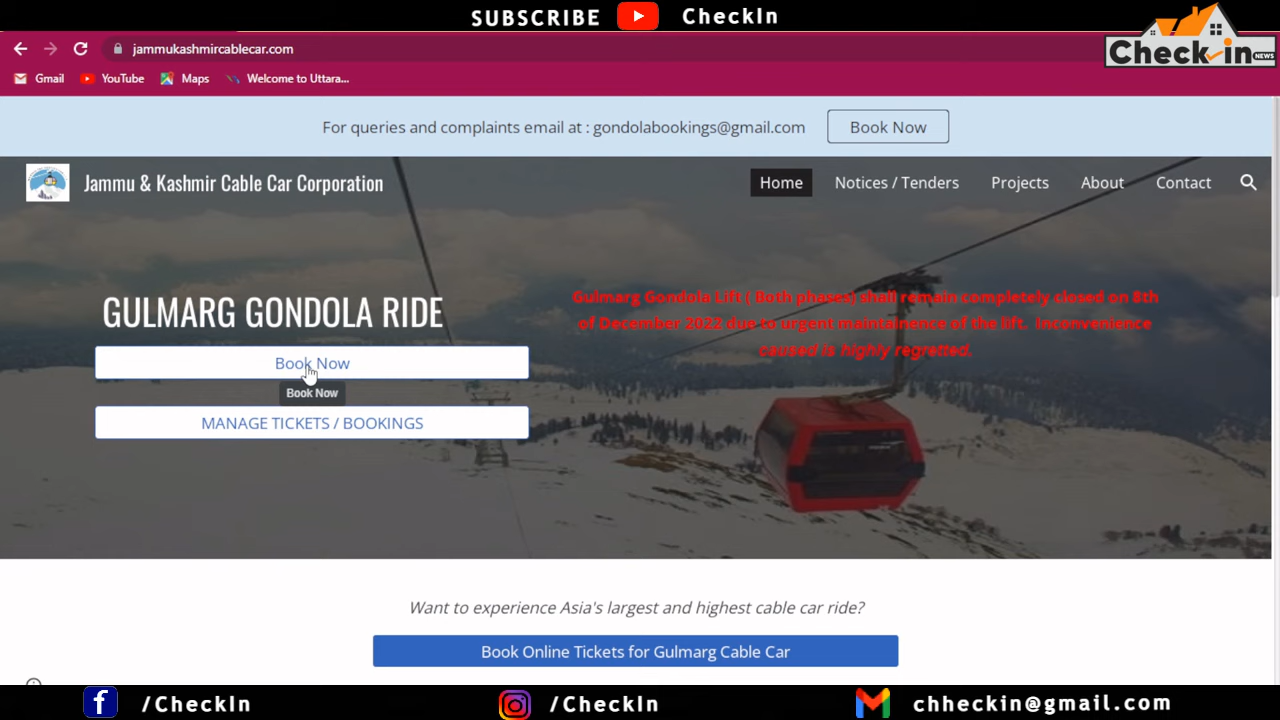 SUBSCRIBE CheckIn
Check-in NEWS
jammukashmircablecar.com
Gmail YouTube Maps Welcome to Uttara...
For queries and complaints email at : gondolabookings@gmail.com Book Now
Jammu & Kashmir Cable Car Corporation Home Notices / Tenders Projects About Contact
GULMARG GONDOLA RIDE
Gulmarg Gondola Lift ( Both phases) shall remain completely closed on 8th
of December 2022 due to urgent maintainence of the lift. Inconvenience
caused is highly regretted.
Book Now
Book Now
MANAGE TICKETS / BOOKINGS
Want to experience Asia's largest and highest cable car ride?
Book Online Tickets for Gulmarg Cable Car
/CheckIn /CheckIn chheckin@gmail.com